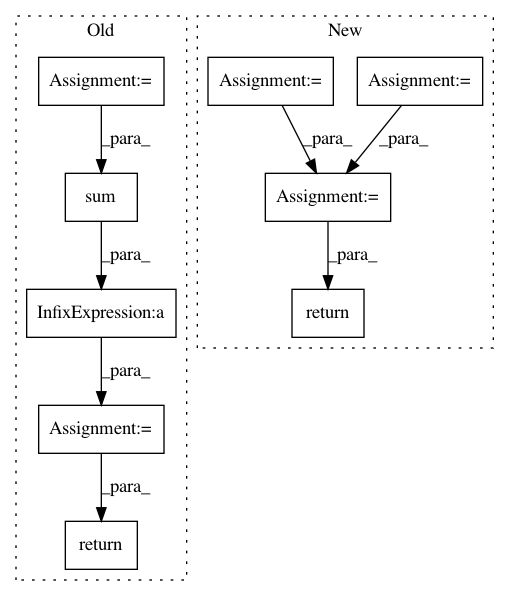 Old
Assignment:=
_para_
sum
_para_
InfixExpression:a
_para_
Assignment:=
_para_
return
New
Assignment:=
Assignment:=
_para_
_para_
Assignment:=
_para_
return